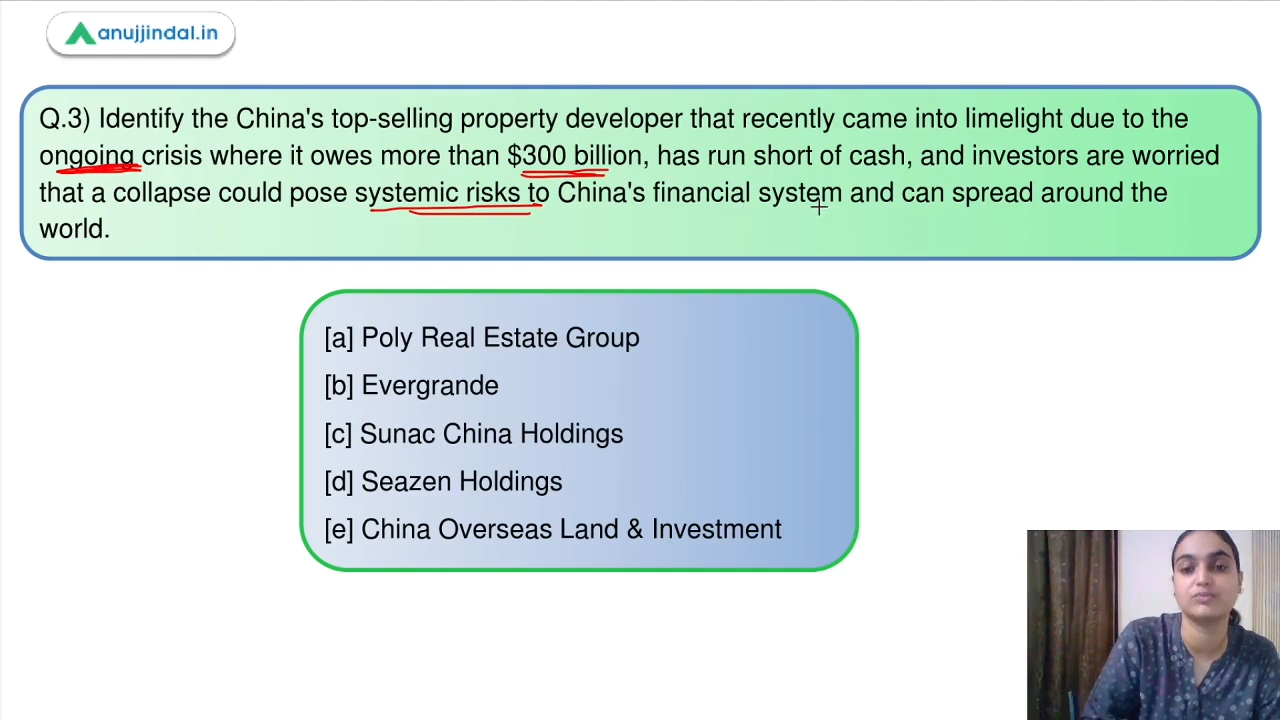 anujjindal.in
Q.3) Identify the China's top-selling property developer that recently came into limelight due to the
ongoing crisis where it owes more than $300 billion, has run short of cash, and investors are worried
that a collapse could pose systemic risks to China's financial system and can spread around the
world.
[a] Poly Real Estate Group
[b] Evergrande
[c] Sunac China Holdings
[d] Seazen Holdings
[e] China Overseas Land & Investment